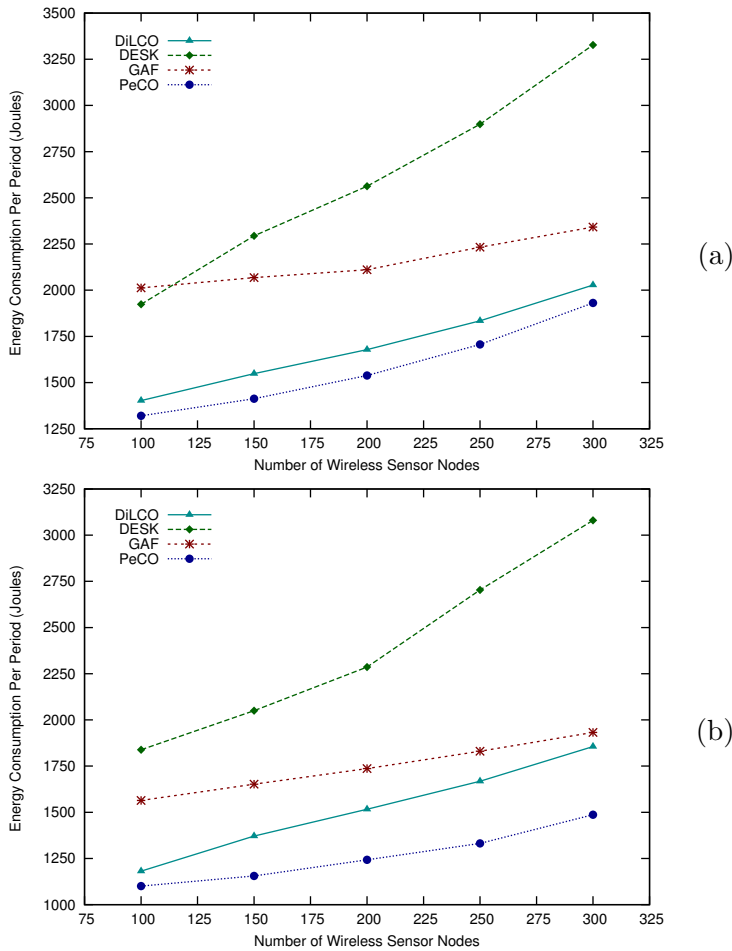 3500
3250
3000
2750
2500
2250
2000
1750
1500
1250
Energy Consumption Per Period (Joules)
DiLCO
DESK
GAF
PeCO
75 100 125 150 175 200 225 250 275 300 325
Number of Wireless Sensor Nodes
(a)
3250
3000
2750
2500
2250
2000
1750
1500
1250
1000
Energy Consumption Per Period (Joules)
DiLCO
DESK
GAF
PeCO
75 100 125 150 175 200 225 250 275 300 325
Number of Wireless Sensor Nodes
(b)